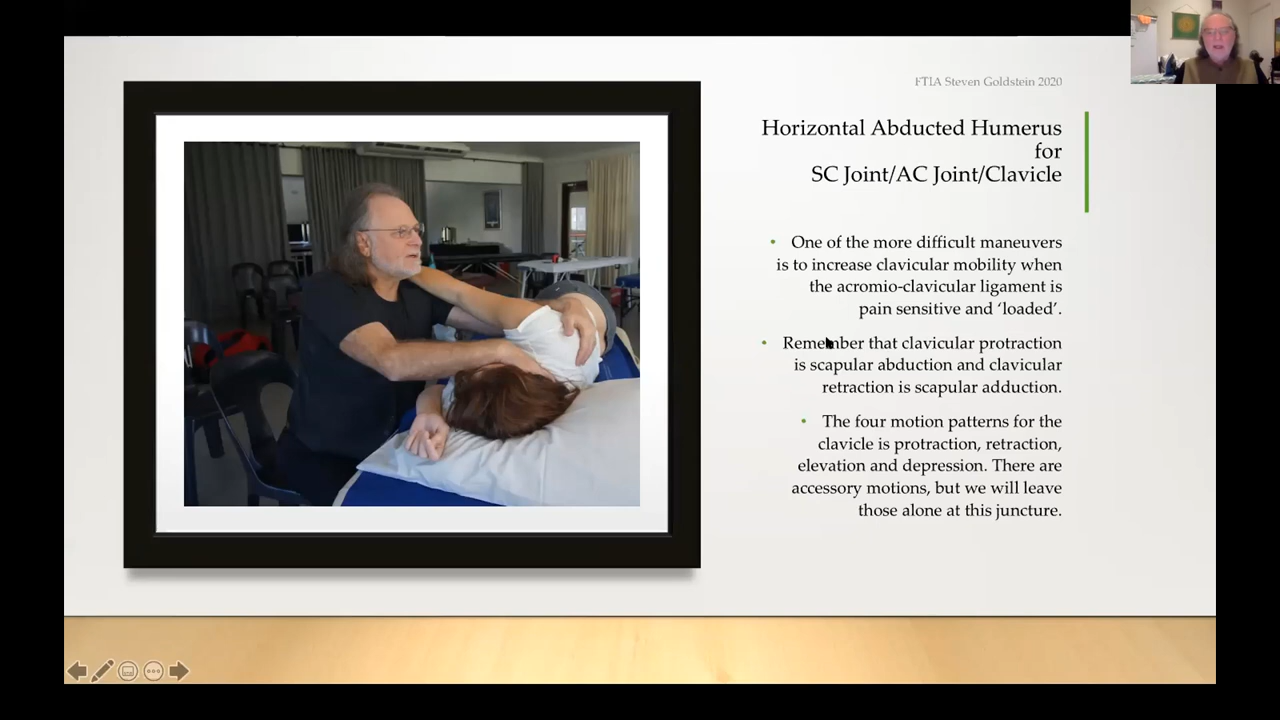 FTIA Steven Goldstein 2020
Horizontal Abducted Humerus
for
SC Joint/AC Joint/Clavicle
• One of the more difficult maneuvers
is to increase clavicular mobility when
the acromio-clavicular ligament is
pain sensitive and ‘loaded’.
• Remember that clavicular protraction
is scapular abduction and clavicular
retraction is scapular adduction.
• The four motion patterns for the
clavicle is protraction, retraction,
elevation and depression. There are
accessory motions, but we will leave
those alone at this juncture.